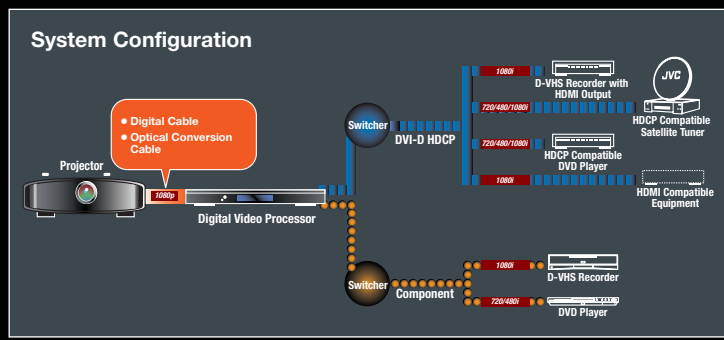 System Configuration
● Digital Cable
● Optical Conversion
Cable
Projector
1080p
Digital Video Processor
Switcher
DVI-D HDCP
1080i
D-VHS Recorder with
HDMI Output
JVC
720/480/1080i
HDCP Compatible
Satellite Tuner
720/480/1080i
HDCP Compatible
DVD Player
1080i
HDMI Compatible
Equipment
Switcher
Component
1080i
D-VHS Recorder
720/480i
DVD Player